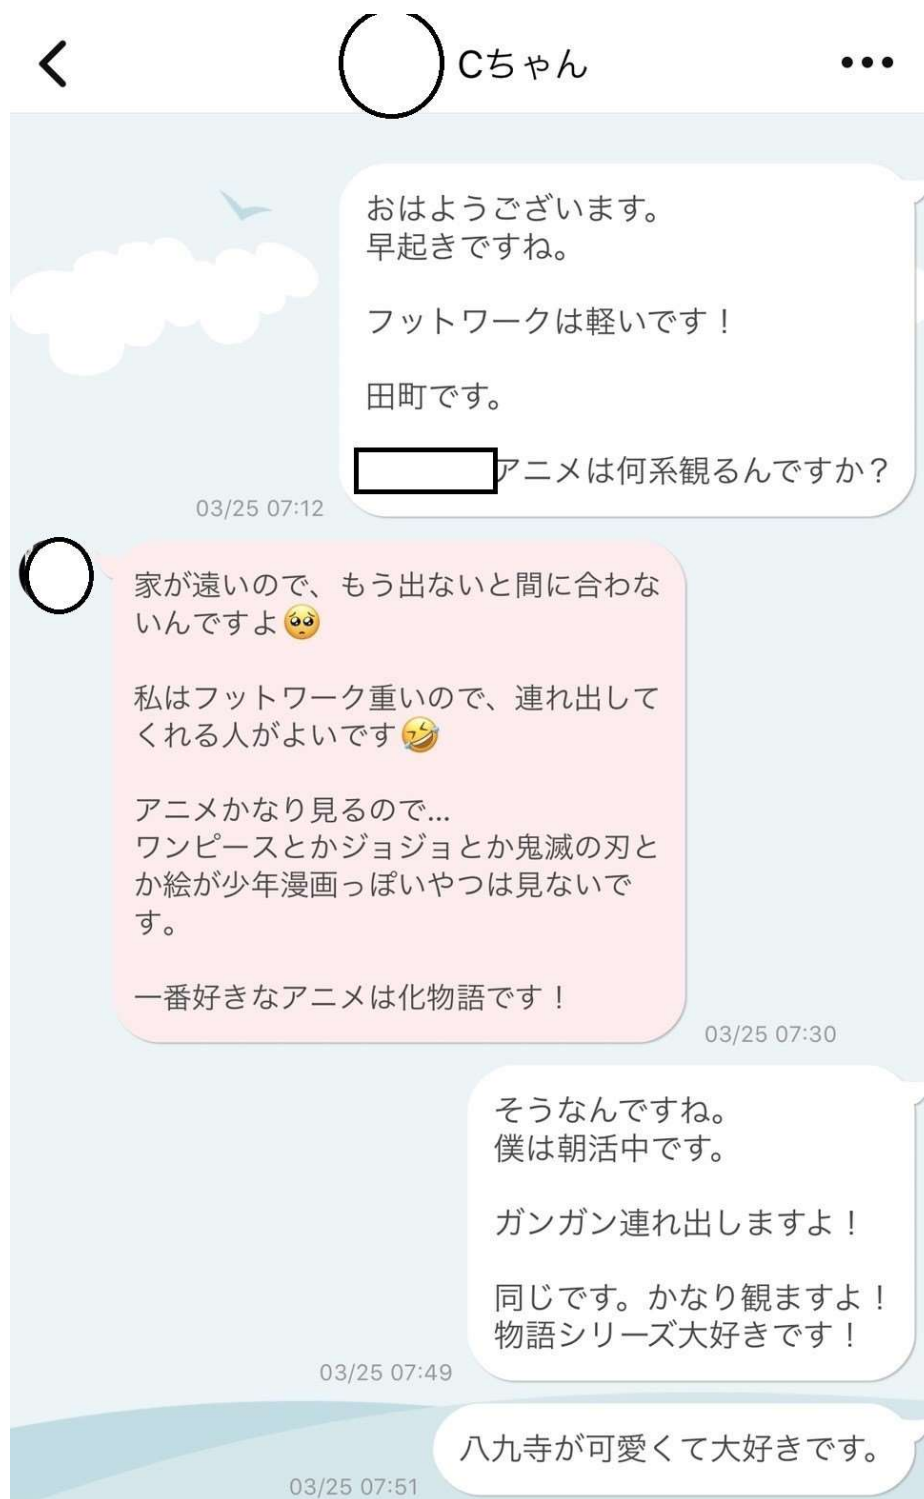 Cちゃん
おはようございます。
早起きですね。
フットワークは軽いです！
田町です。
アニメは何系観るんですか？
03/25 07:12
家が遠いので、もう出ないと間に合わな
いんですよ🥺
私はフットワーク重いので、連れ出して
くれる人がよいです🤣
アニメかなり見るので...
ワンピースとかジョジョとか鬼滅の刃と
か絵が少年漫画っぽいやつは見ないで
す。
一番好きなアニメは化物語です！
03/25 07:30
そうなんですね。
僕は朝活中です。
ガンガン連れ出しますよ！
同じです。かなり観ますよ！
物語シリーズ大好きです！
03/25 07:49
八九寺が可愛くて大好きです。
03/25 07:51